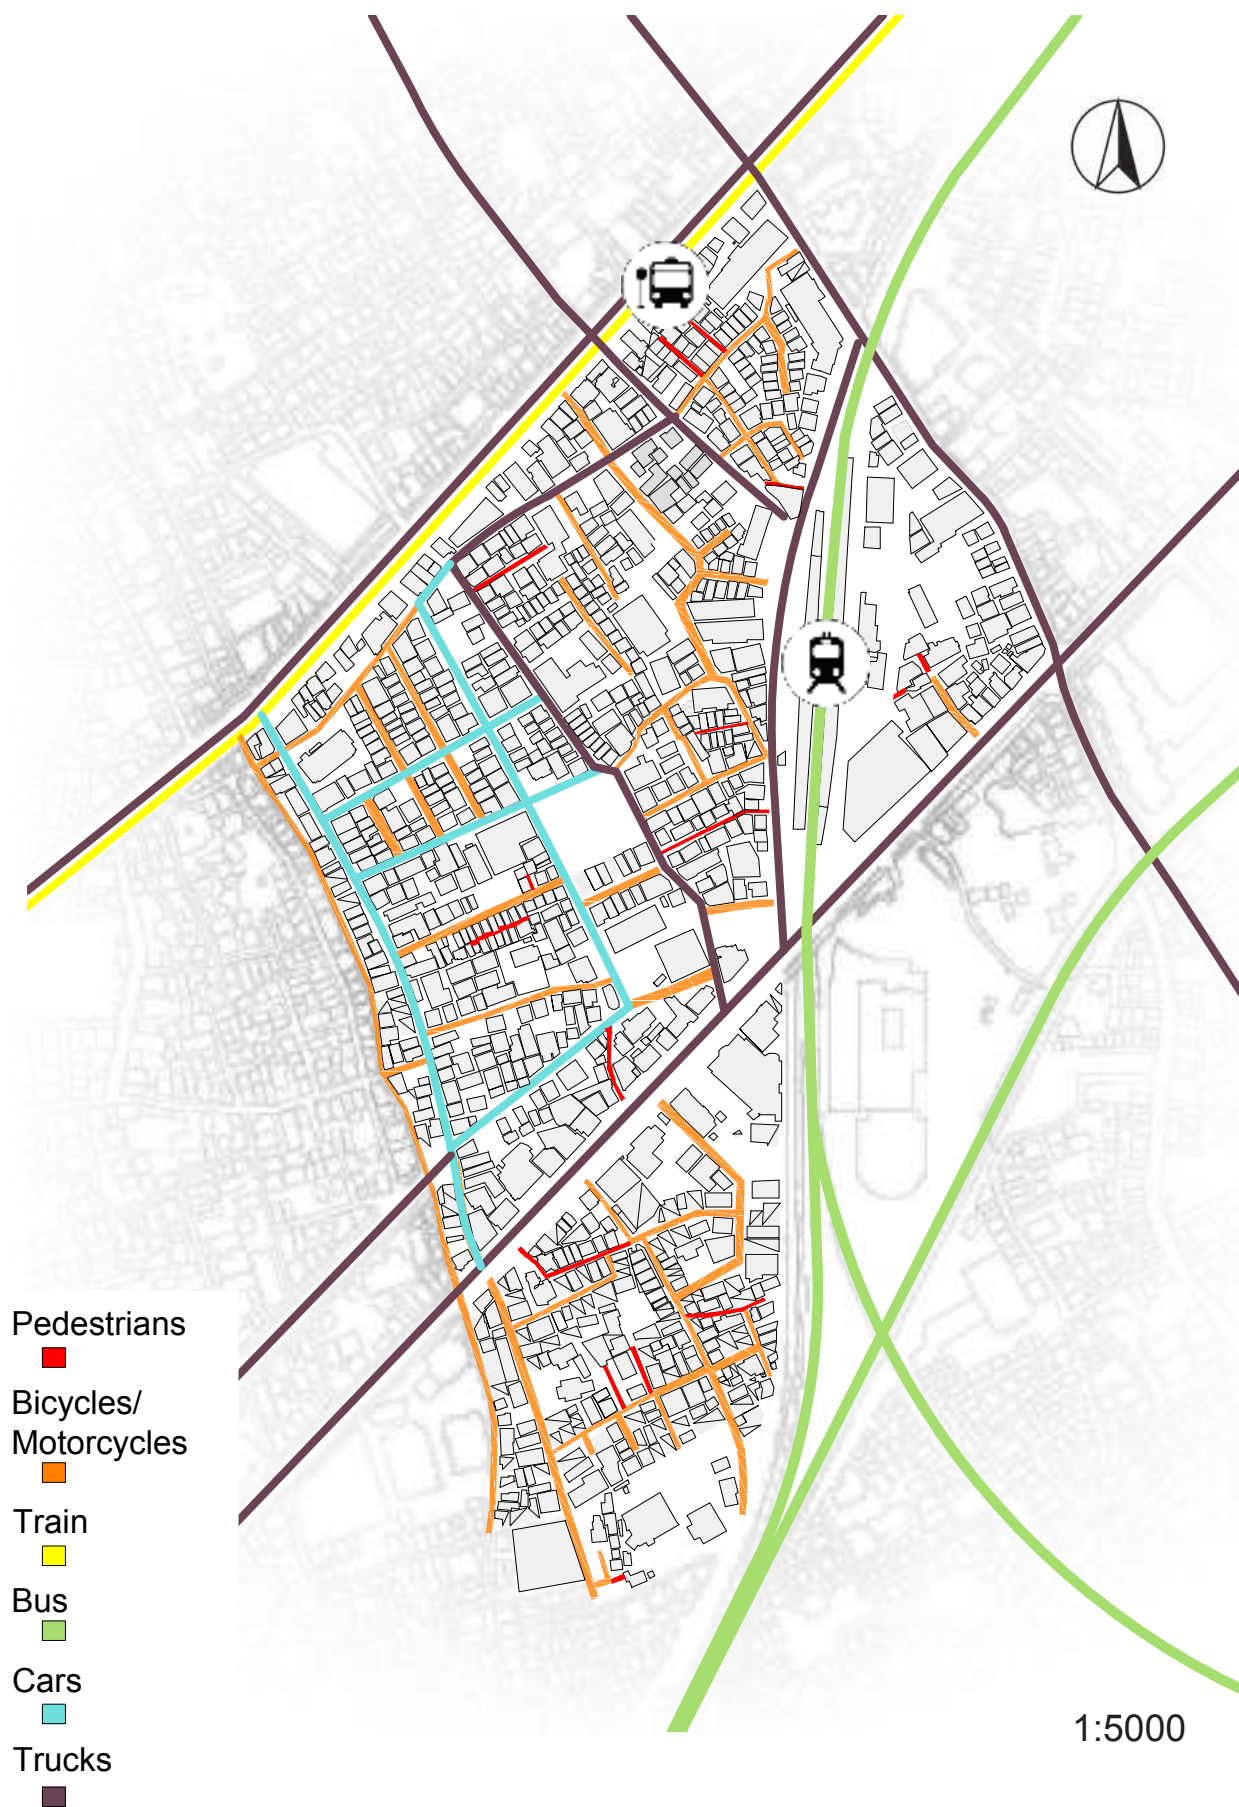 Pedestrians
Bicycles/
Motorcycles
Train
Bus
Cars
Trucks
1:5000